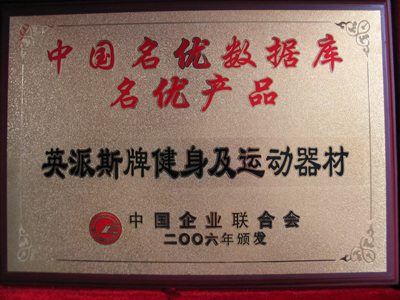 中国名优数据库
名优产品
英派斯牌健身及运动器材
中国企业联合会
二〇〇六年颁发